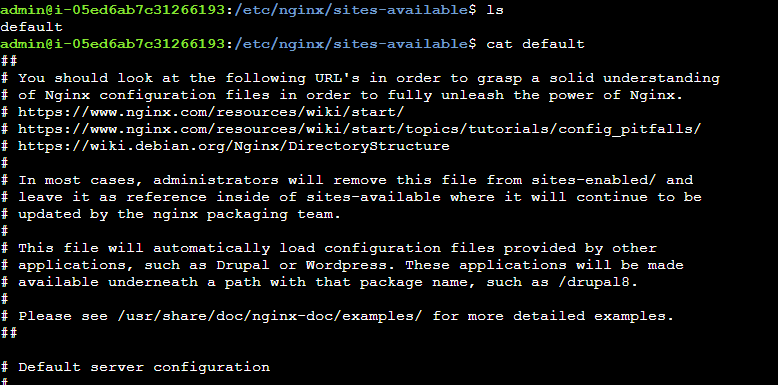 admin@i-05ed6ab7c31266193:/etc/nginx/sites-available$ ls
default
admin@i-05ed6ab7c31266193:/etc/nginx/sites-available$ cat default
##
# You should look at the following URL's in order to grasp a solid understanding
# of Nginx configuration files in order to fully unleash the power of Nginx.
# https://www.nginx.com/resources/wiki/start/
# https://www.nginx.com/resources/wiki/start/topics/tutorials/config_pitfalls/
# https://wiki.debian.org/Nginx/DirectoryStructure
#
# In most cases, administrators will remove this file from sites-enabled/ and
# leave it as reference inside of sites-available where it will continue to be
# updated by the nginx packaging team.
#
# This file will automatically load configuration files provided by other
# applications, such as Drupal or Wordpress. These applications will be made
# available underneath a path with that package name, such as /drupal8.
#
# Please see /usr/share/doc/nginx-doc/examples/ for more detailed examples.
##

# Default server configuration
#